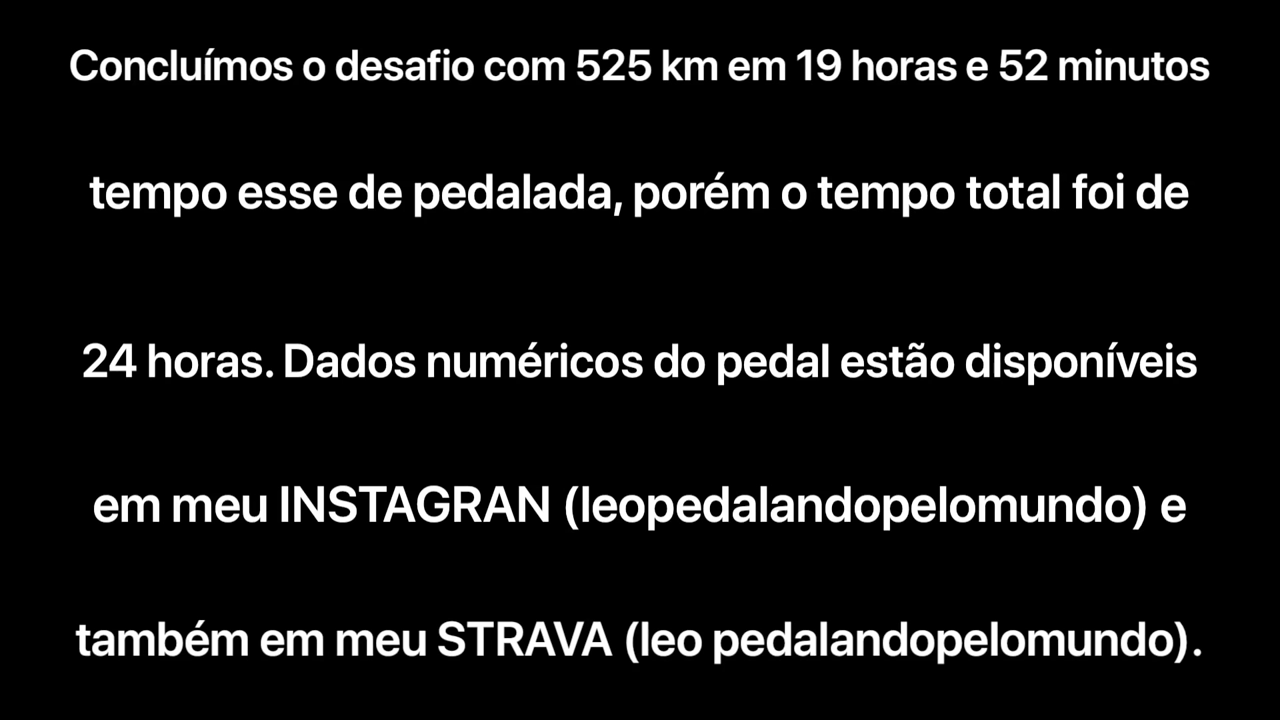 Concluímos o desafio com 525 km em 19 horas e 52 minutos
tempo esse de pedalada, porém o tempo total foi de
24 horas. Dados numéricos do pedal estão disponíveis
em meu INSTAGRAN (leopedalandopelomundo) e
também em meu STRAVA (leo pedalandopelomundo).